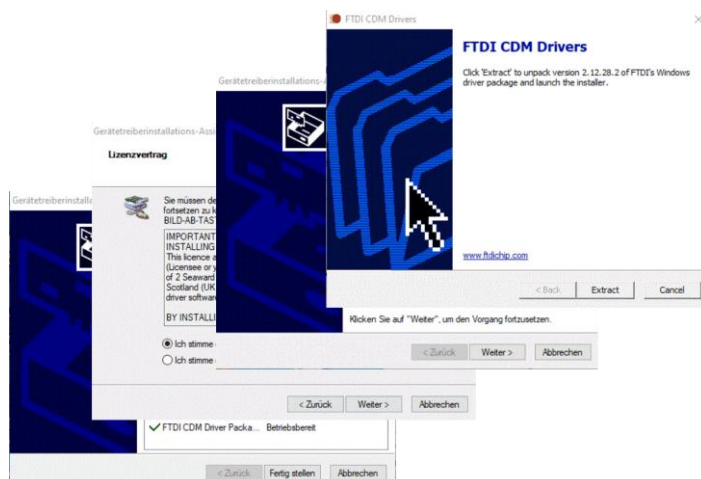 FTDI CDM Drivers
FTDI CDM Drivers
Click 'Extract' to unpack version 2.12.28.2 of FTDI's Windows
driver package and launch the installer.
www.ftdichip.com
< Back
Extract
Cancel
Gerätetreiberinstallations-
Klicken Sie auf "Weiter", um den Vorgang fortzusetzen.
< Zurück
Weiter >
Abbrechen
Gerätetreiberinstallations-Assi
Lizenzvertrag
Sie müssen de
fortsetzen zu k
BILD-AB-TAS
IMPORTANT
INSTALLING
This licence a
(Licensee or y
of 2 Seaward
Scotland (UK
driver software
BY INSTALLI
Ich stimme
Ich stimme
< Zurück
Weiter >
Abbrechen
Gerätetreiberinstalla
FTDI CDM Driver Packa... Betriebsbereit
< Zurück
Fertig stellen
Abbrechen